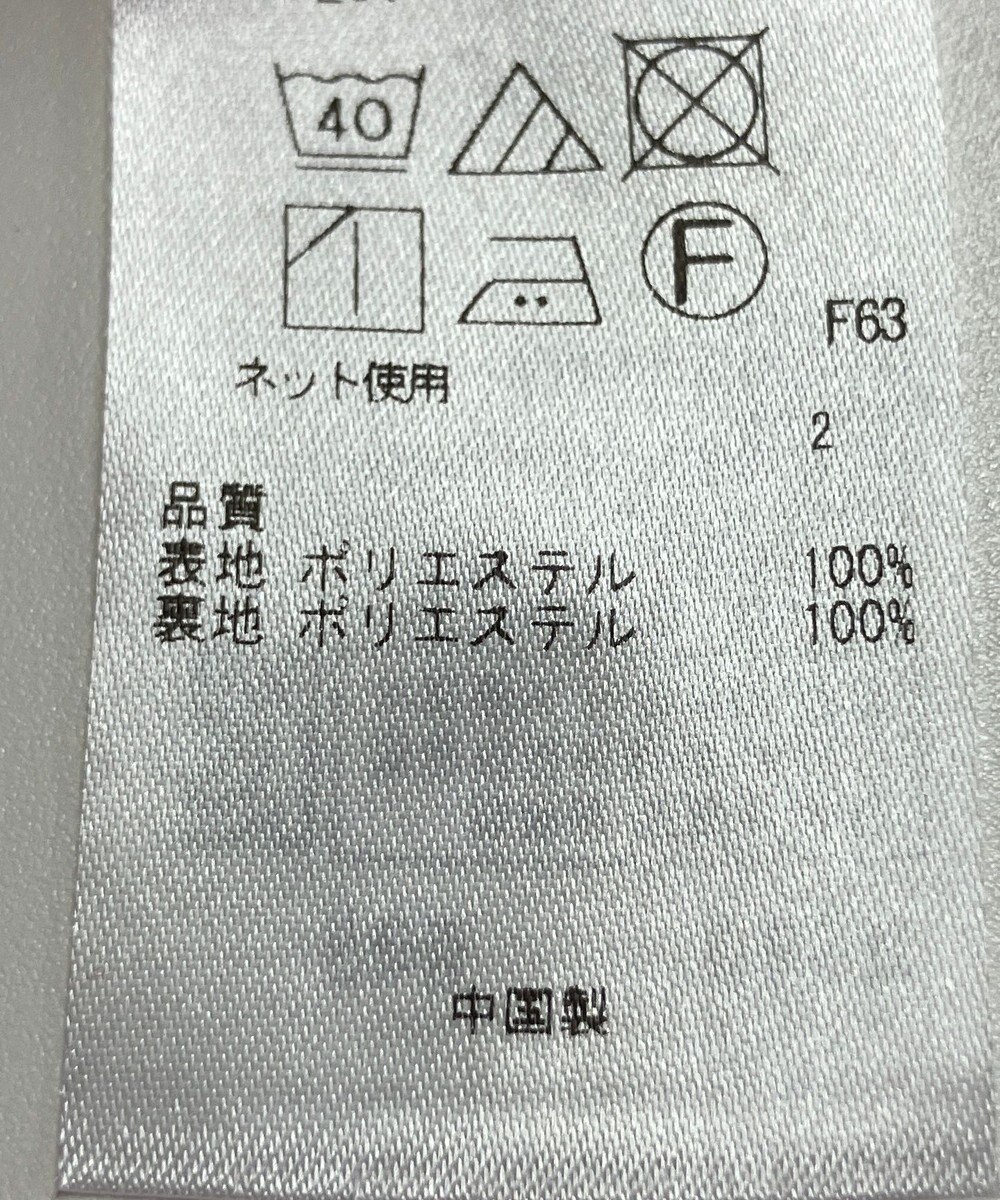 40
F
F63
ネット使用
2
品質
表地 ポリエステル 100%
裏地 ポリエステル 100%
中国製